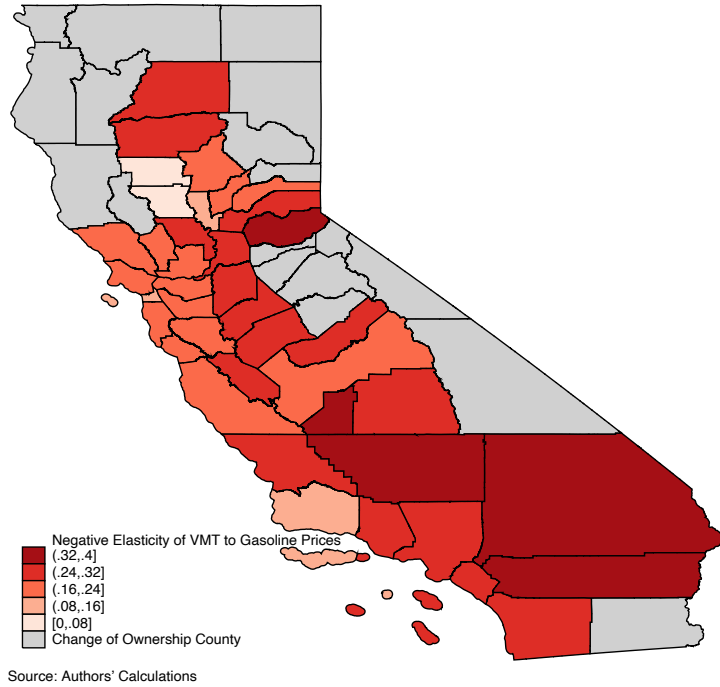 Negative Elasticity of VMT to Gasoline Prices
(.32,.4]
(.24,.32]
(.16,.24]
(.08,.16]
[0,.08]
Change of Ownership County
Source: Authors' Calculations